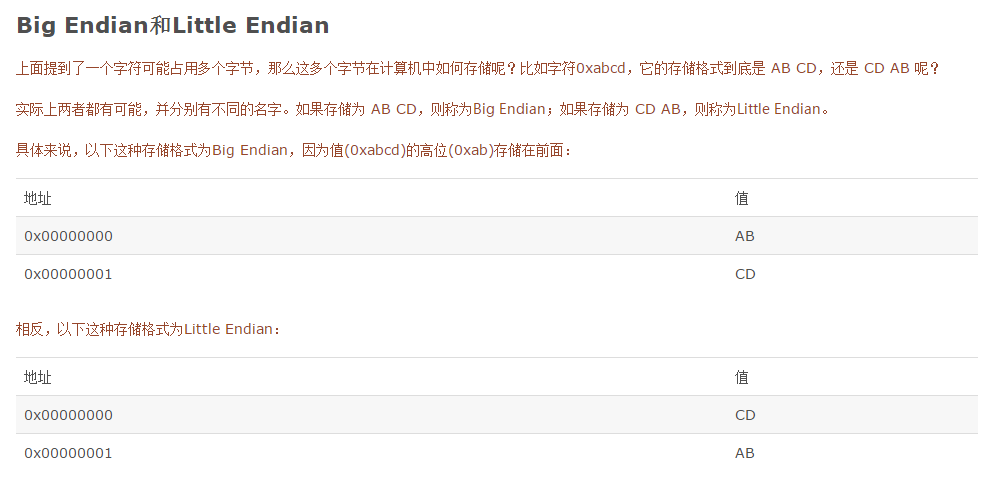 Big Endian和Little Endian
上面提到了一个字符可能占用多个字节，那么这多个字节在计算机中如何存储呢？比如字符0xabcd，它的存储格式到底是 AB CD，还是 CD AB 呢？
实际上两者都有可能，并分别有不同的名字。如果存储为 AB CD，则称为Big Endian；如果存储为 CD AB，则称为Little Endian。
具体来说，以下这种存储格式为Big Endian，因为值(0xabcd)的高位(0xab)存储在前面：
地址 值
0x00000000 AB
0x00000001 CD
相反，以下这种存储格式为Little Endian：
地址 值
0x00000000 CD
0x00000001 AB